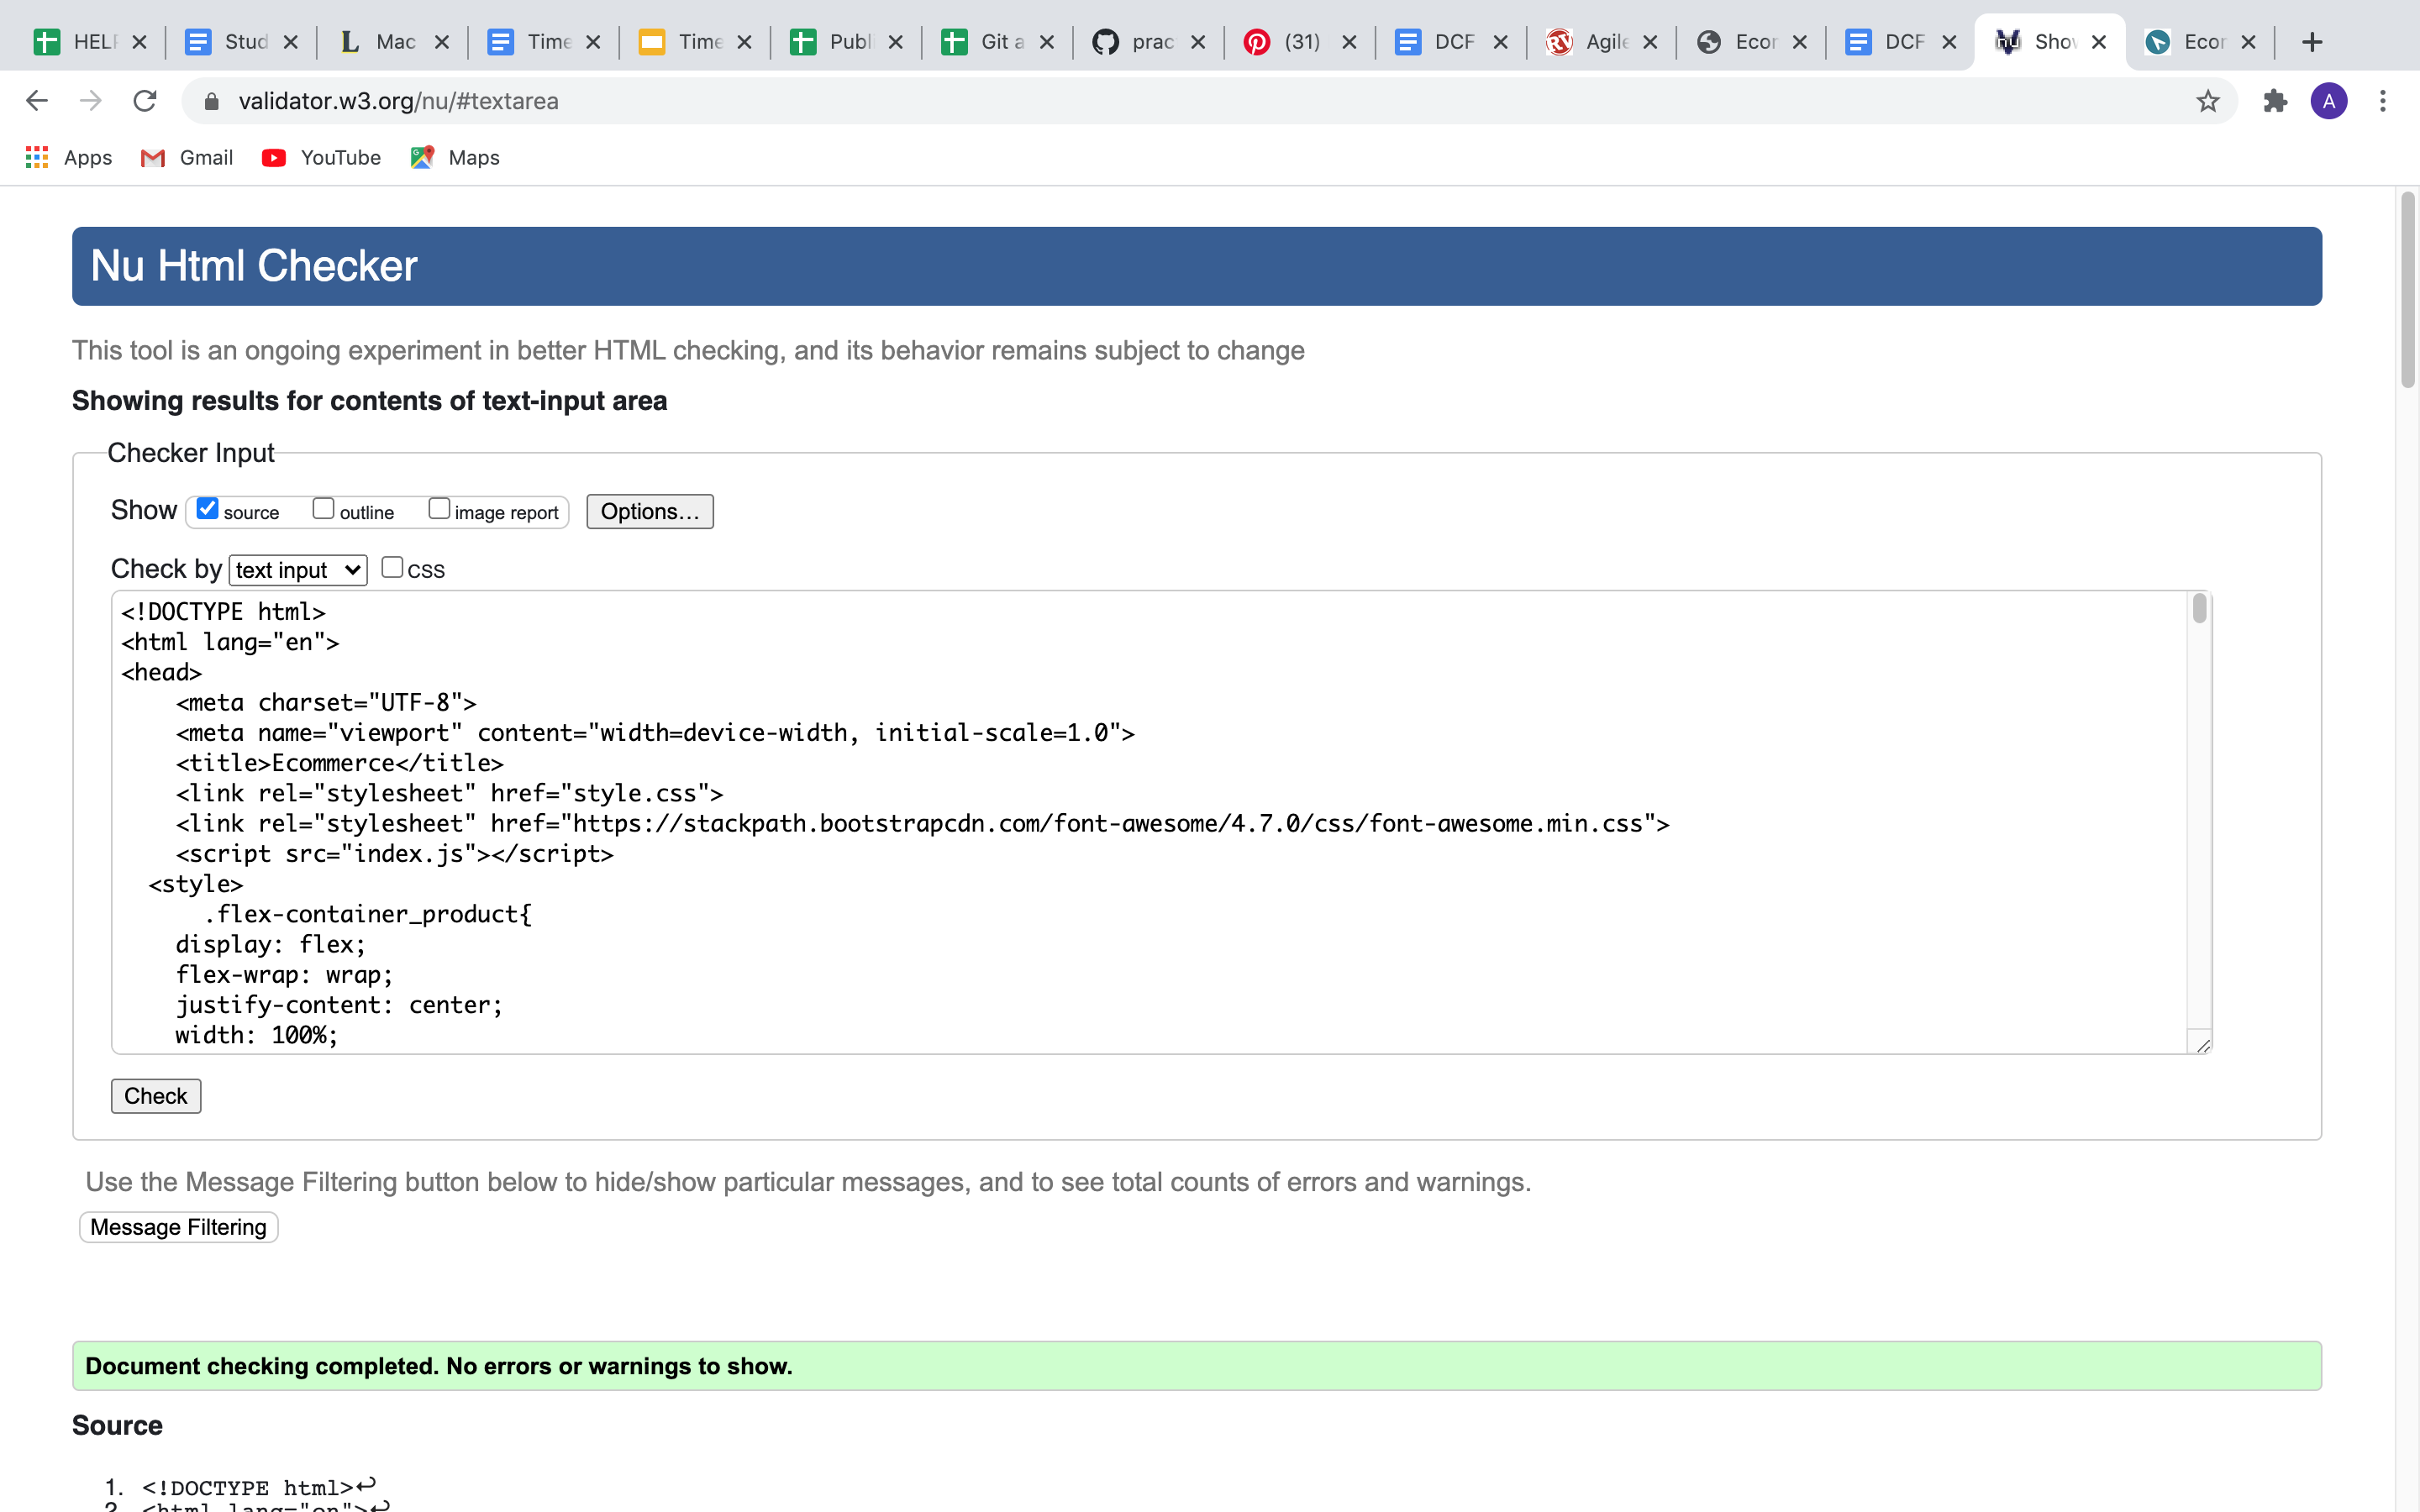 HELP Stud Mac Time Time Publ Git a prac (31) DCF Agile Ecor DCF Show Ecor
validator.w3.org/nu/#textarea A
Apps Gmail YouTube Maps
Nu Html Checker
This tool is an ongoing experiment in better HTML checking, and its behavior remains subject to change
Showing results for contents of text-input area
Checker Input
Show source outline image report Options...
Check by text input CSS
<!DOCTYPE html>
<html lang="en">
<head>
<meta charset="UTF-8">
<meta name="viewport" content="width=device-width, initial-scale=1.0">
<title>Ecommerce</title>
<link rel="stylesheet" href="style.css">
<link rel="stylesheet" href="https://stackpath.bootstrapcdn.com/font-awesome/4.7.0/css/font-awesome.min.css">
<script src="index.js"></script>
<style>
.flex-container_product{
display: flex;
flex-wrap: wrap;
justify-content: center;
width: 100%;
Check
Use the Message Filtering button below to hide/show particular messages, and to see total counts of errors and warnings.
Message Filtering
Document checking completed. No errors or warnings to show.
Source
1. <!DOCTYPE html>↩
2. <html lang="en">↩